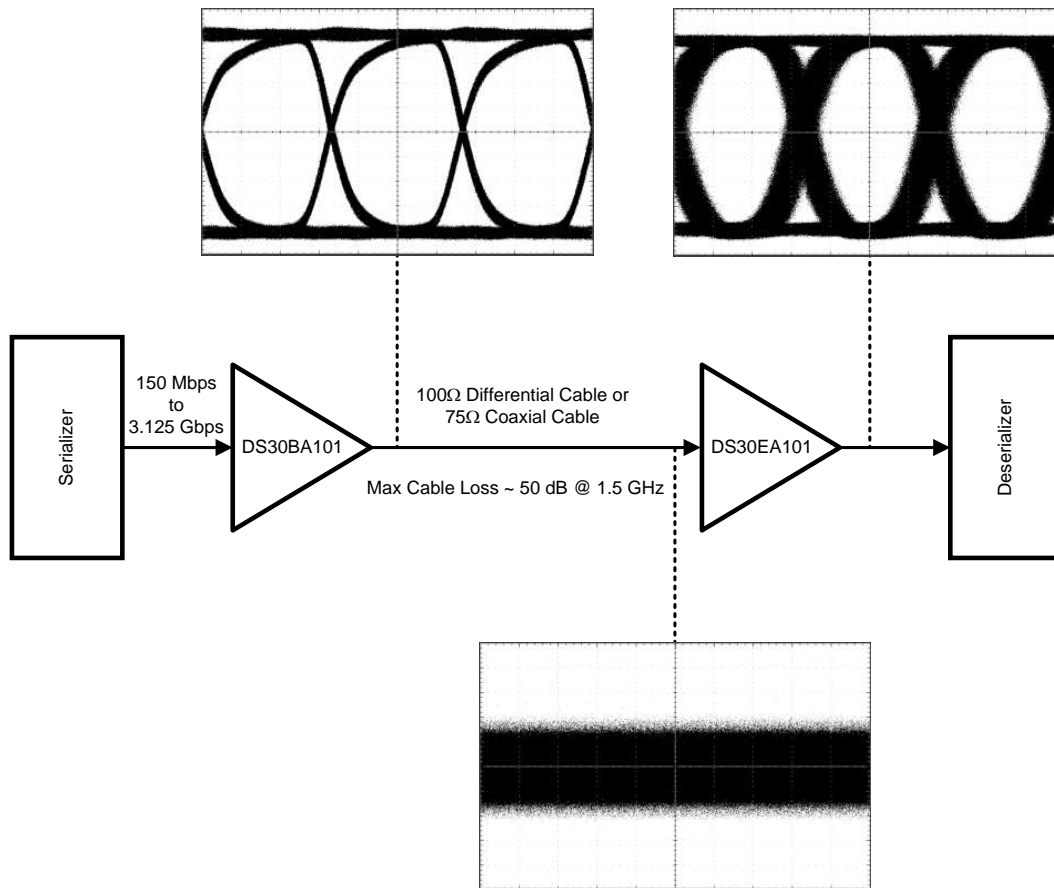 Serializer
150 Mbps
to
3.125 Gbps
DS30BA101
100Ω Differential Cable or
75Ω Coaxial Cable
Max Cable Loss ~ 50 dB @ 1.5 GHz
DS30EA101
Deserializer